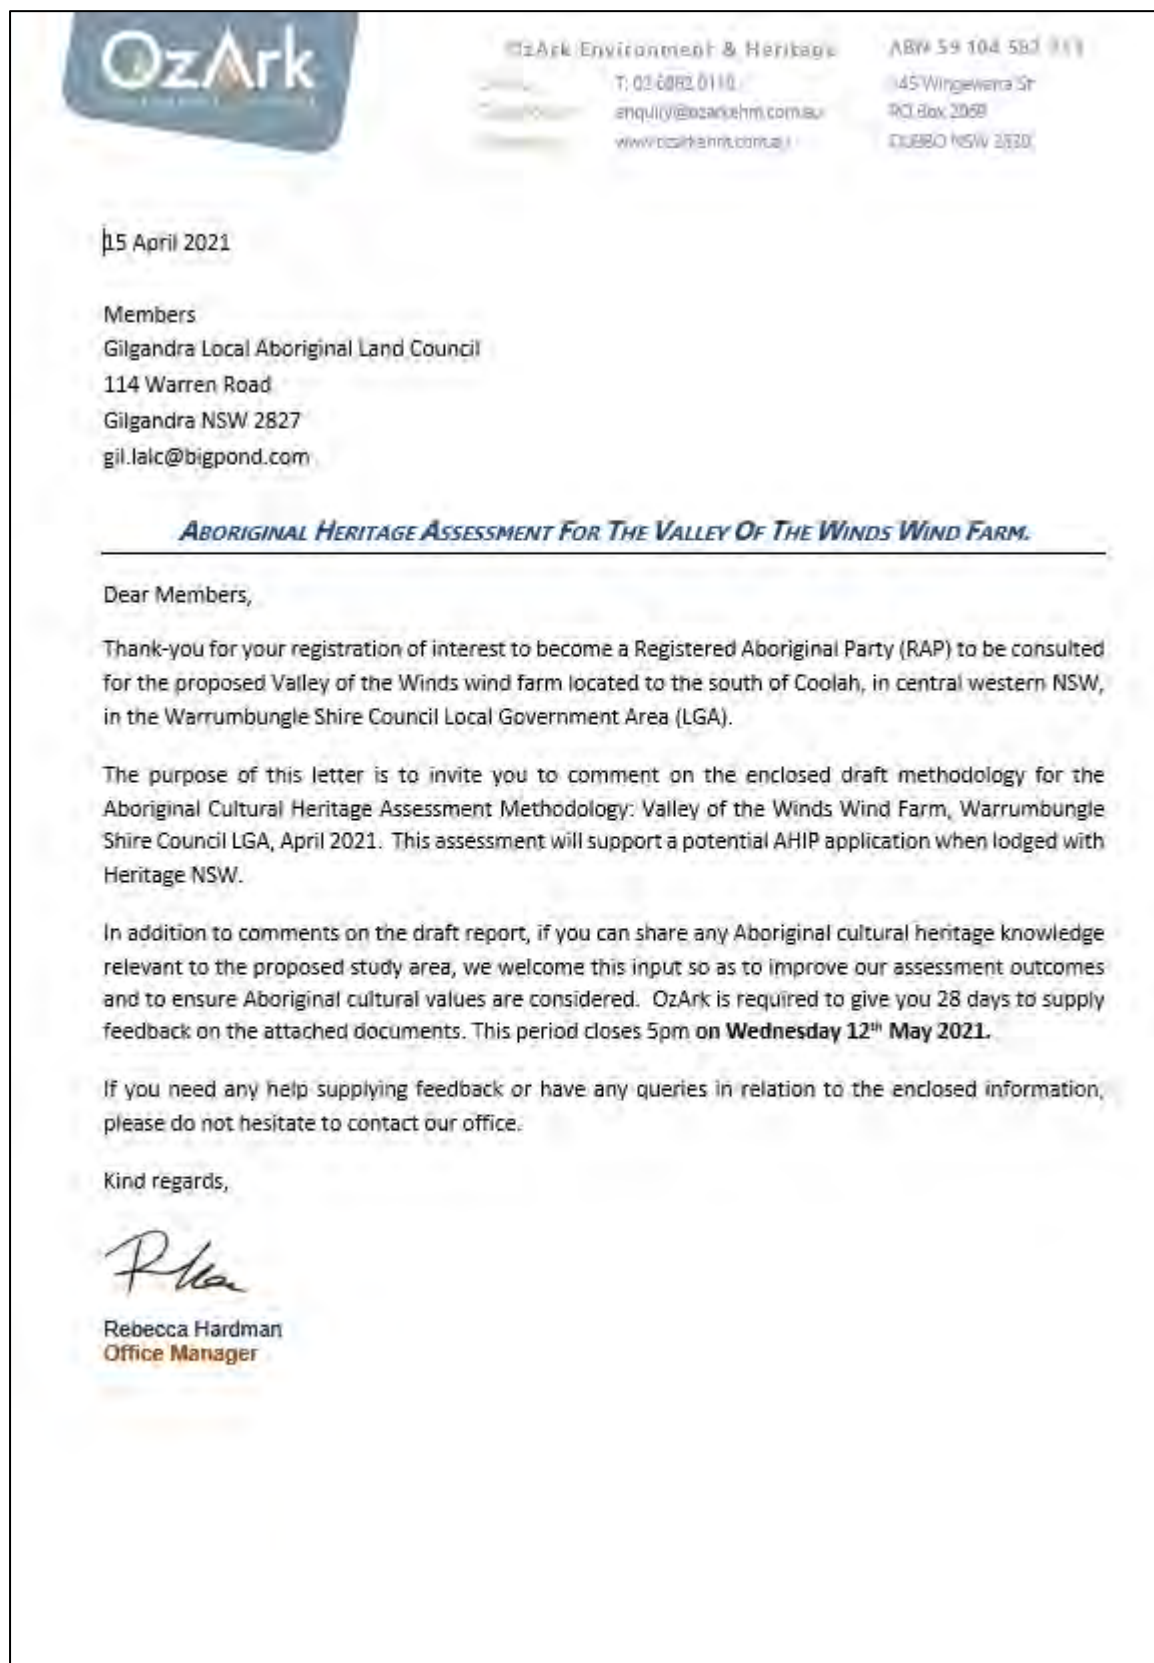 OzArk
OzArk Environment & Heritage
T: 02 6882 0118
enquiry@ozarkehm.com.au
www.ozarkehm.com.au
ABN 59 104 582
145 Wingewarra St
PO Box 2069
DUBBO NSW 2830
15 April 2021
Members
Gilgandra Local Aboriginal Land Council
114 Warren Road
Gilgandra NSW 2827
gil.lalc@bigpond.com
ABORIGINAL HERITAGE ASSESSMENT FOR THE VALLEY OF THE WINDS WIND FARM.
Dear Members,
Thank-you for your registration of interest to become a Registered Aboriginal Party (RAP) to be consulted
for the proposed Valley of the Winds wind farm located to the south of Coolah, in central western NSW,
in the Warrumbungle Shire Council Local Government Area (LGA).
The purpose of this letter is to invite you to comment on the enclosed draft methodology for the
Aboriginal Cultural Heritage Assessment Methodology: Valley of the Winds Wind Farm, Warrumbungle
Shire Council LGA, April 2021. This assessment will support a potential AHIP application when lodged with
Heritage NSW.
In addition to comments on the draft report, if you can share any Aboriginal cultural heritage knowledge
relevant to the proposed study area, we welcome this input so as to improve our assessment outcomes
and to ensure Aboriginal cultural values are considered. OzArk is required to give you 28 days to supply
feedback on the attached documents. This period closes 5pm on Wednesday 12th May 2021.
If you need any help supplying feedback or have any queries in relation to the enclosed information,
please do not hesitate to contact our office.
Kind regards,
Rebecca Hardman
Office Manager